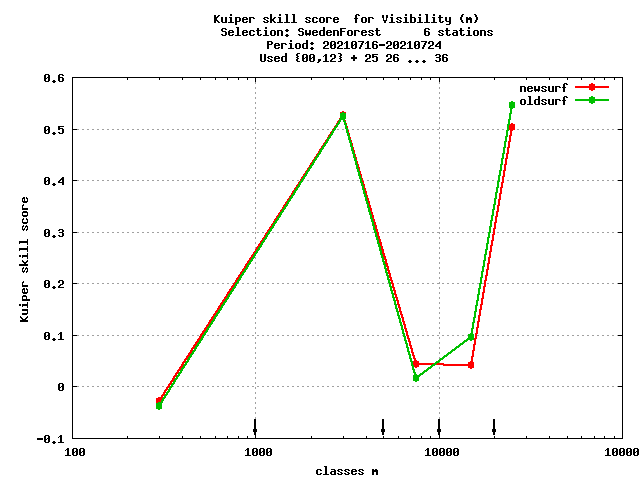 Kuiper skill score  for Visibility (m)
Selection: SwedenForest      6 stations
Period: 20210716-20210724
Used {00,12} + 25 26 ... 36
newsurf
oldsurf
0.6
0.5
0.4
0.3
0.2
0.1
0
-0.1
Kuiper skill score
100
1000
10000
10000
classes m